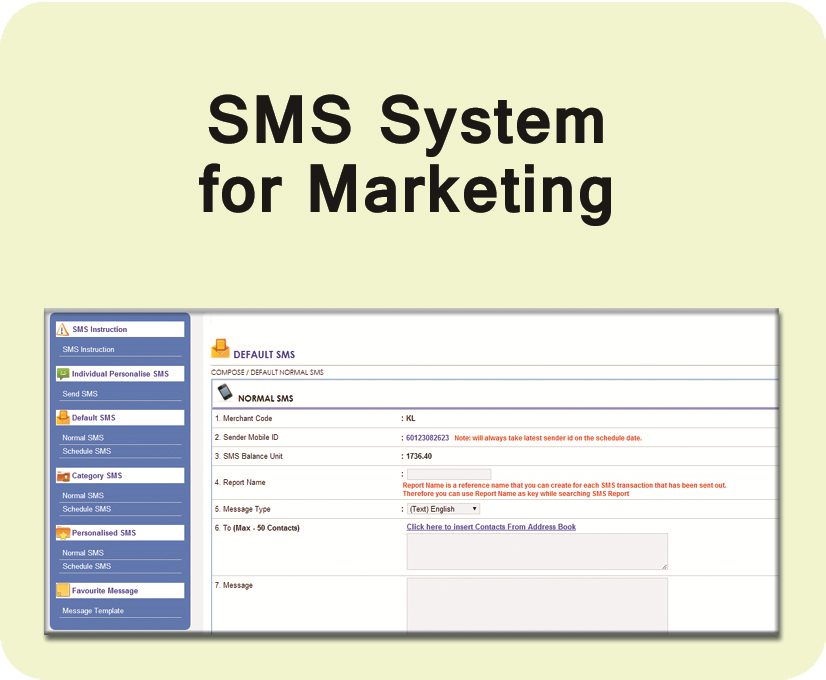 SMS System
for Marketing
SMS Instruction
SMS Instruction
Individual Personalise SMS
Send SMS
Default SMS
Normal SMS
Schedule SMS
Category SMS
Normal SMS
Schedule SMS
Personalised SMS
Normal SMS
Schedule SMS
Favourite Message
Message Template
DEFAULT SMS
COMPOSE / DEFAULT NORMAL SMS
NORMAL SMS
1. Merchant Code : KL
2. Sender Mobile ID : 60123082623 Note: will always take latest sender id on the schedule date.
3. SMS Balance Unit : 1736.40
4. Report Name :
Report Name is a reference name that you can create for each SMS transaction that has been sent out.
Therefore you can use Report Name as key while searching SMS Report
5. Message Type : (Text) English
6. To (Max - 50 Contacts) Click here to insert Contacts From Address Book
7. Message